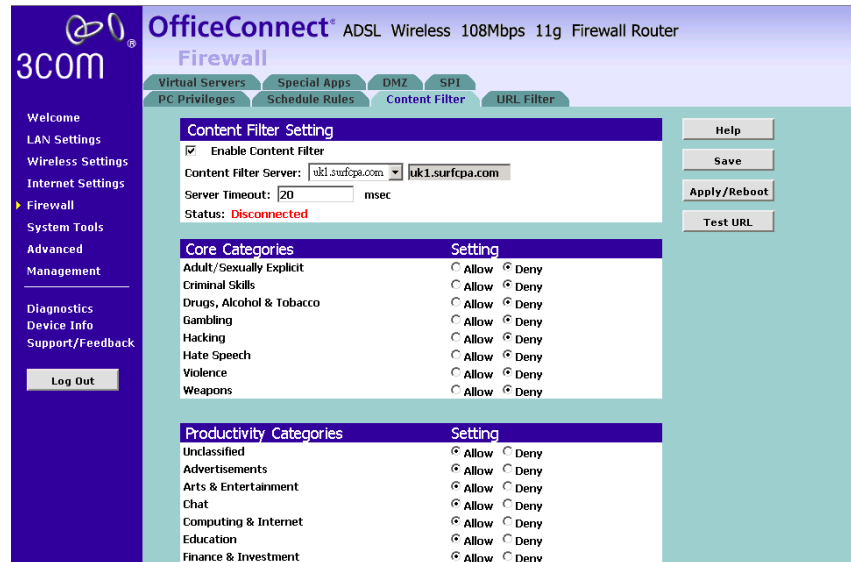 3COM®
OfficeConnect® ADSL Wireless 108Mbps 11g Firewall Router
Firewall
Virtual Servers Special Apps DMZ SPI
PC Privileges Schedule Rules Content Filter URL Filter
Welcome
LAN Settings
Wireless Settings
Internet Settings
Firewall
System Tools
Advanced
Management
Diagnostics
Device Info
Support/Feedback
Log Out
Content Filter Setting
Enable Content Filter
Content Filter Server: uk1.surfcpa.com uk1.surfcpa.com
Server Timeout: 20 msec
Status: Disconnected
Core Categories Setting
Adult/Sexually Explicit Allow Deny
Criminal Skills Allow Deny
Drugs, Alcohol & Tobacco Allow Deny
Gambling Allow Deny
Hacking Allow Deny
Hate Speech Allow Deny
Violence Allow Deny
Weapons Allow Deny
Productivity Categories Setting
Unclassified Allow Deny
Advertisements Allow Deny
Arts & Entertainment Allow Deny
Chat Allow Deny
Computing & Internet Allow Deny
Education Allow Deny
Finance & Investment Allow Deny
Help
Save
Apply/Reboot
Test URL